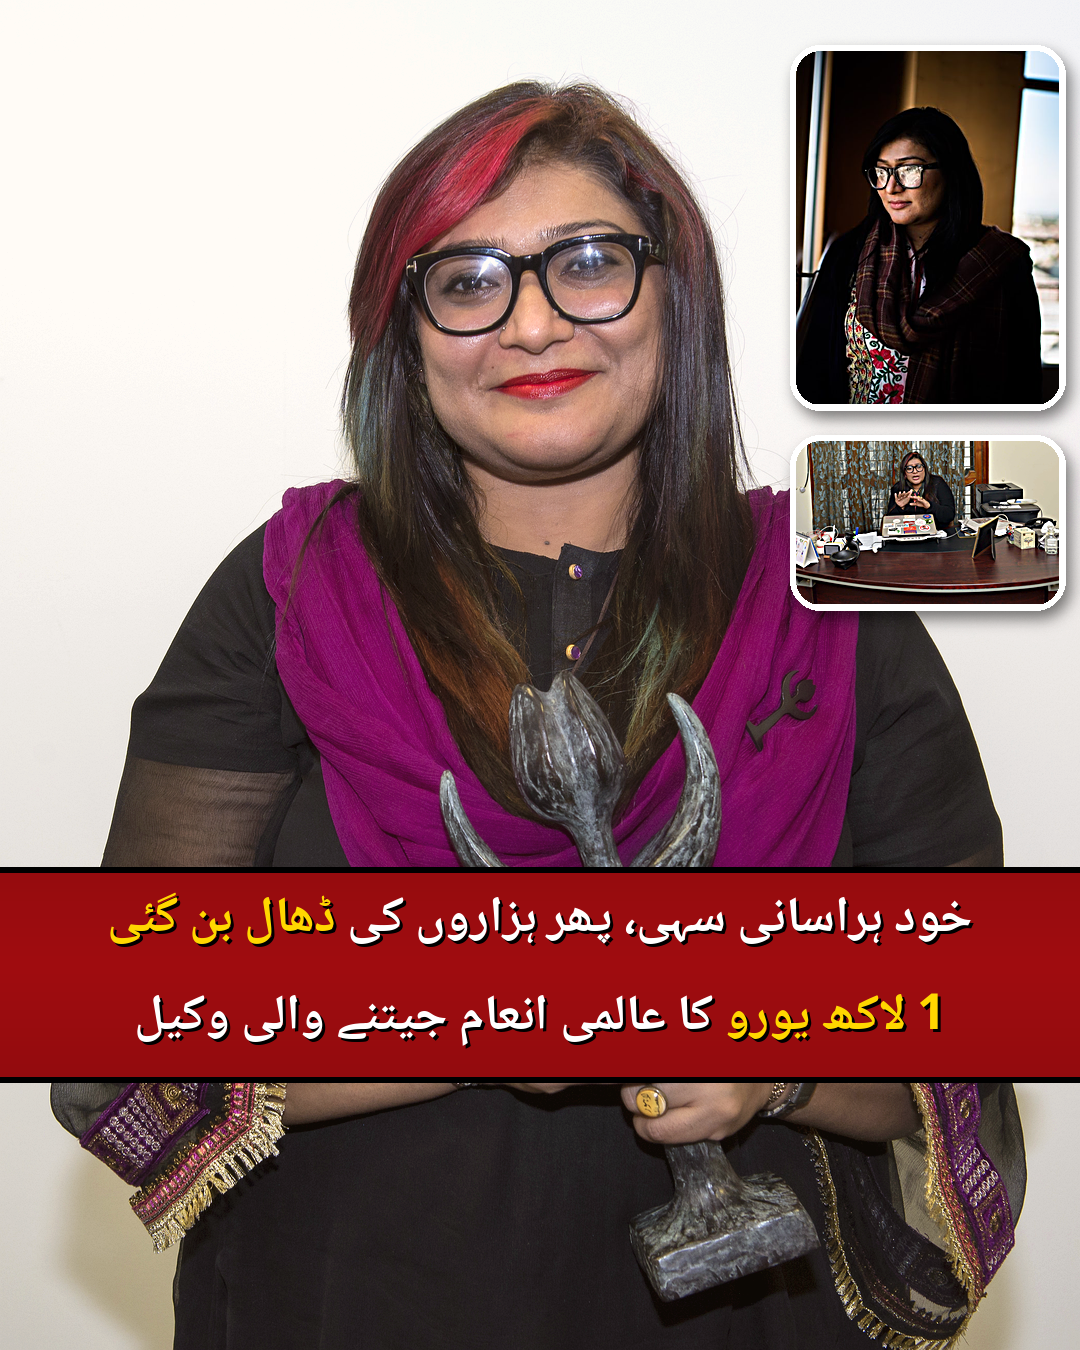 خود ہراسانی سہی، پھر ہزاروں کی ڈھال بن گئی
1 لاکھ یورو کا عالمی انعام جیتنے والی وکیل